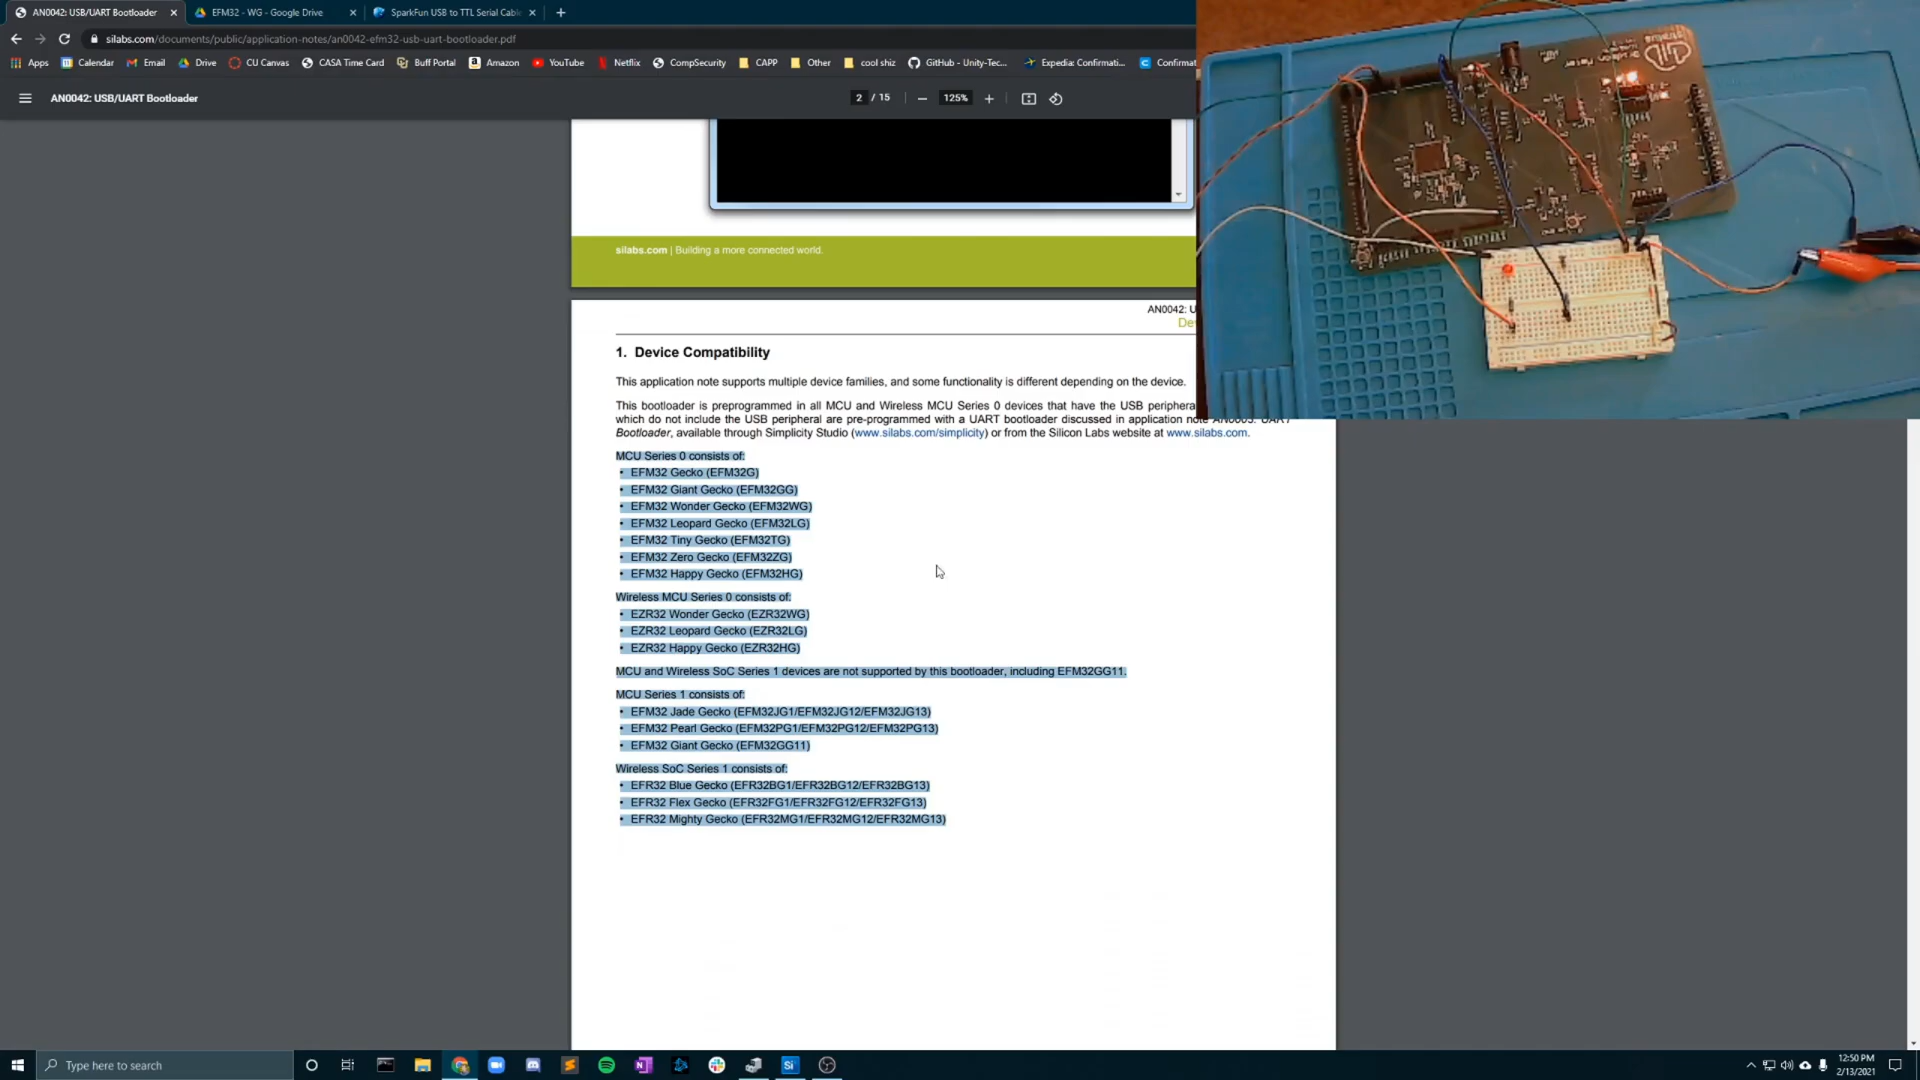 AN0042: USB/UART Bootloader
EFM32 - WG - Google Drive
SparkFun USB to TTL Serial Cabl
silabs.com/documents/public/application-notes/an0042-efm32-usb-uart-bootloader.pdf
Apps Calendar Email Drive CU Canvas CASA Time Card Buff Portal Amazon YouTube Netflix CompSecurity CAPP Other cool shiz GitHub - Unity-Tec... Expedia: Confirmati... Confirmat
AN0042: USB/UART Bootloader 2 / 15 125%
silabs.com | Building a more connected world.
AN0042: U
De
1. Device Compatibility
This application note supports multiple device families, and some functionality is different depending on the device.
This bootloader is preprogrammed in all MCU and Wireless MCU Series 0 devices that have the USB periphera
which do not include the USB peripheral are pre-programmed with a UART bootloader discussed in application note AN0003: UART
Bootloader, available through Simplicity Studio (www.silabs.com/simplicity) or from the Silicon Labs website at www.silabs.com.
MCU Series 0 consists of:
• EFM32 Gecko (EFM32G)
• EFM32 Giant Gecko (EFM32GG)
• EFM32 Wonder Gecko (EFM32WG)
• EFM32 Leopard Gecko (EFM32LG)
• EFM32 Tiny Gecko (EFM32TG)
• EFM32 Zero Gecko (EFM32ZG)
• EFM32 Happy Gecko (EFM32HG)
Wireless MCU Series 0 consists of:
• EZR32 Wonder Gecko (EZR32WG)
• EZR32 Leopard Gecko (EZR32LG)
• EZR32 Happy Gecko (EZR32HG)
MCU and Wireless SoC Series 1 devices are not supported by this bootloader, including EFM32GG11.
MCU Series 1 consists of:
• EFM32 Jade Gecko (EFM32JG1/EFM32JG12/EFM32JG13)
• EFM32 Pearl Gecko (EFM32PG1/EFM32PG12/EFM32PG13)
• EFM32 Giant Gecko (EFM32GG11)
Wireless SoC Series 1 consists of:
• EFR32 Blue Gecko (EFR32BG1/EFR32BG12/EFR32BG13)
• EFR32 Flex Gecko (EFR32FG1/EFR32FG12/EFR32FG13)
• EFR32 Mighty Gecko (EFR32MG1/EFR32MG12/EFR32MG13)
Type here to search
Si
12:50 PM
2/13/2021